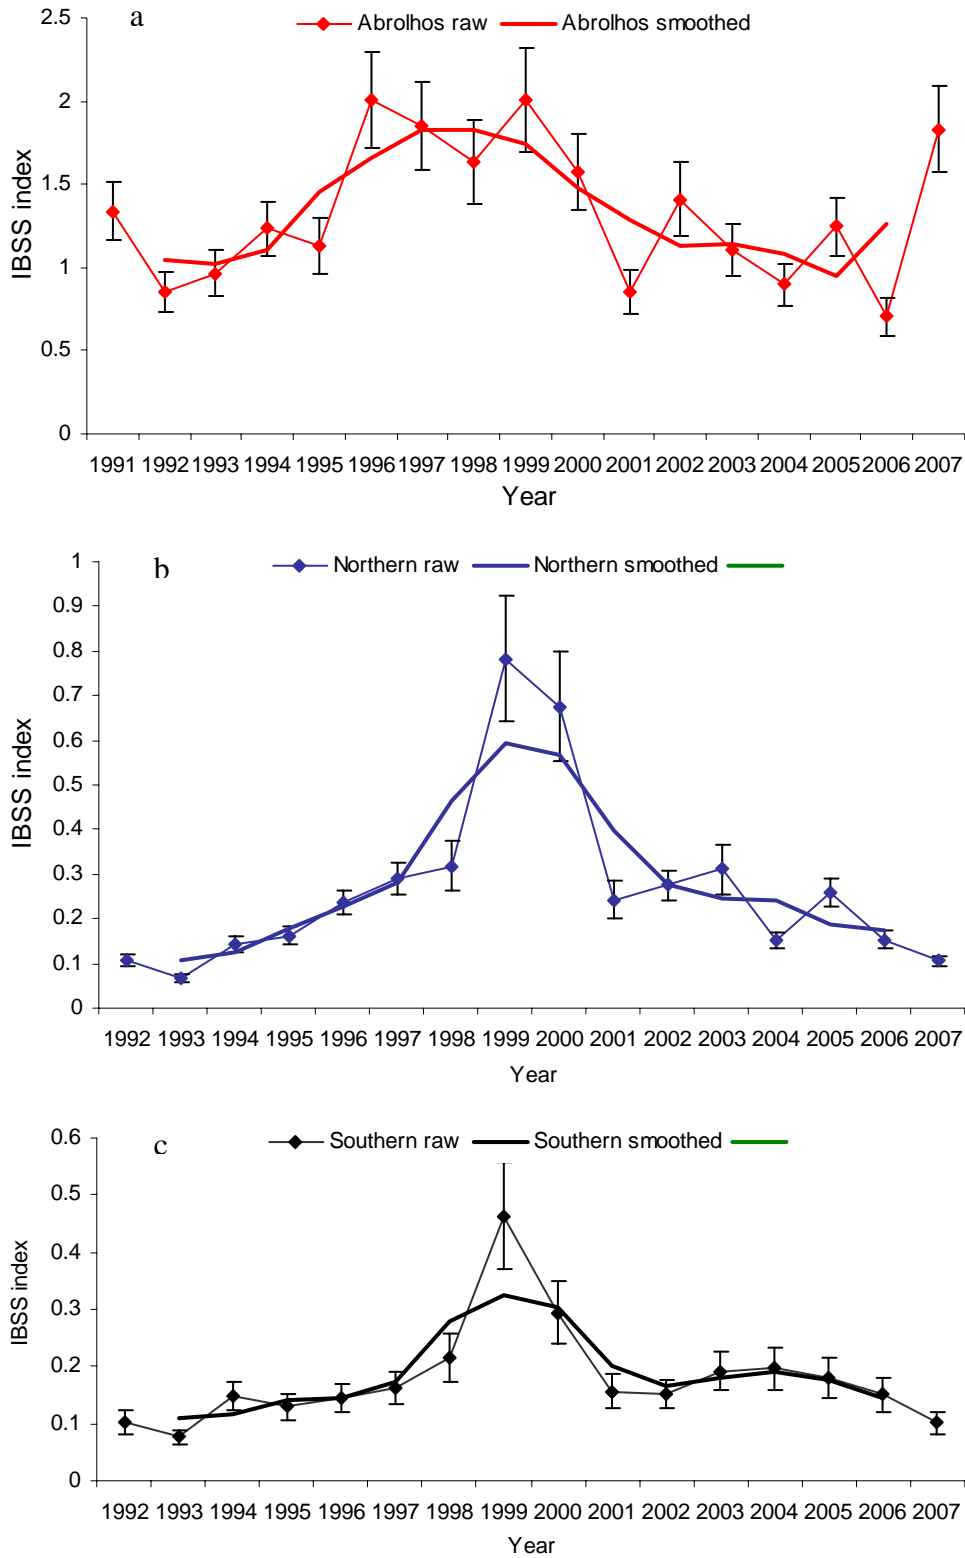 a
Abrolhos raw Abrolhos smoothed
2.5
2
1.5
1
0.5
0
IBSS index
1991 1992 1993 1994 1995 1996 1997 1998 1999 2000 2001 2002 2003 2004 2005 2006 2007
Year
b
Northern raw Northern smoothed
1
0.9
0.8
0.7
0.6
0.5
0.4
0.3
0.2
0.1
0
IBSS index
1992 1993 1994 1995 1996 1997 1998 1999 2000 2001 2002 2003 2004 2005 2006 2007
Year
c
Southern raw Southern smoothed
0.6
0.5
0.4
0.3
0.2
0.1
0
IBSS index
1992 1993 1994 1995 1996 1997 1998 1999 2000 2001 2002 2003 2004 2005 2006 2007
Year